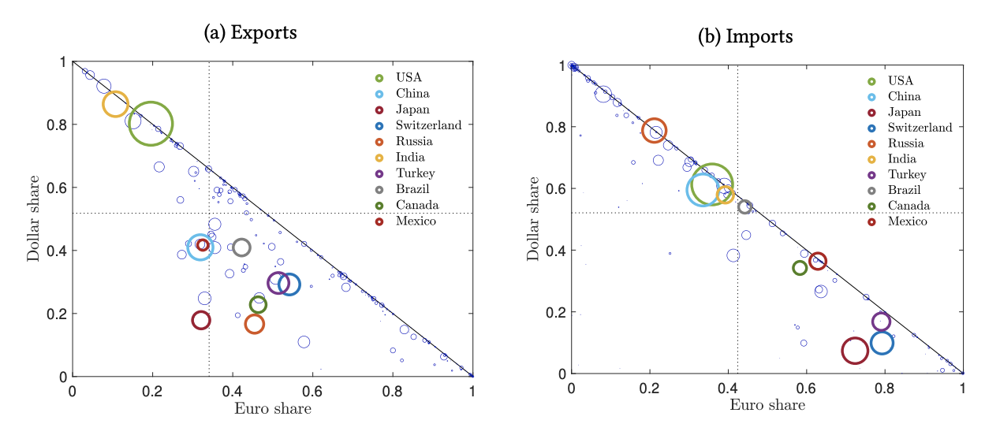 (a) Exports
1
0.8
0.6
0.4
0.2
0
0
0.2
0.4
0.6
0.8
1
Dollar share
Euro share
USA
China
Japan
Switzerland
Russia
India
Turkey
Brazil
Canada
Mexico
(b) Imports
1
0.8
0.6
0.4
0.2
0
0
0.2
0.4
0.6
0.8
1
Dollar share
Euro share
USA
China
Japan
Switzerland
Russia
India
Turkey
Brazil
Canada
Mexico